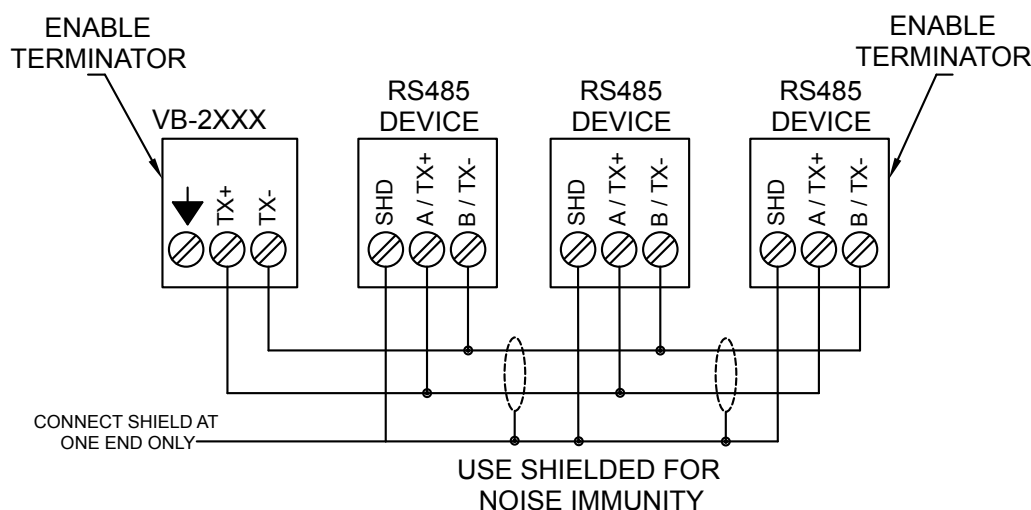 ENABLE
TERMINATOR
ENABLE
TERMINATOR
VB-2XXX
RS485
DEVICE
RS485
DEVICE
RS485
DEVICE
TX+
TX-
SHD
A / TX+
B / TX-
SHD
A / TX+
B / TX-
SHD
A / TX+
B / TX-
CONNECT SHIELD AT
ONE END ONLY
USE SHIELDED FOR
NOISE IMMUNITY